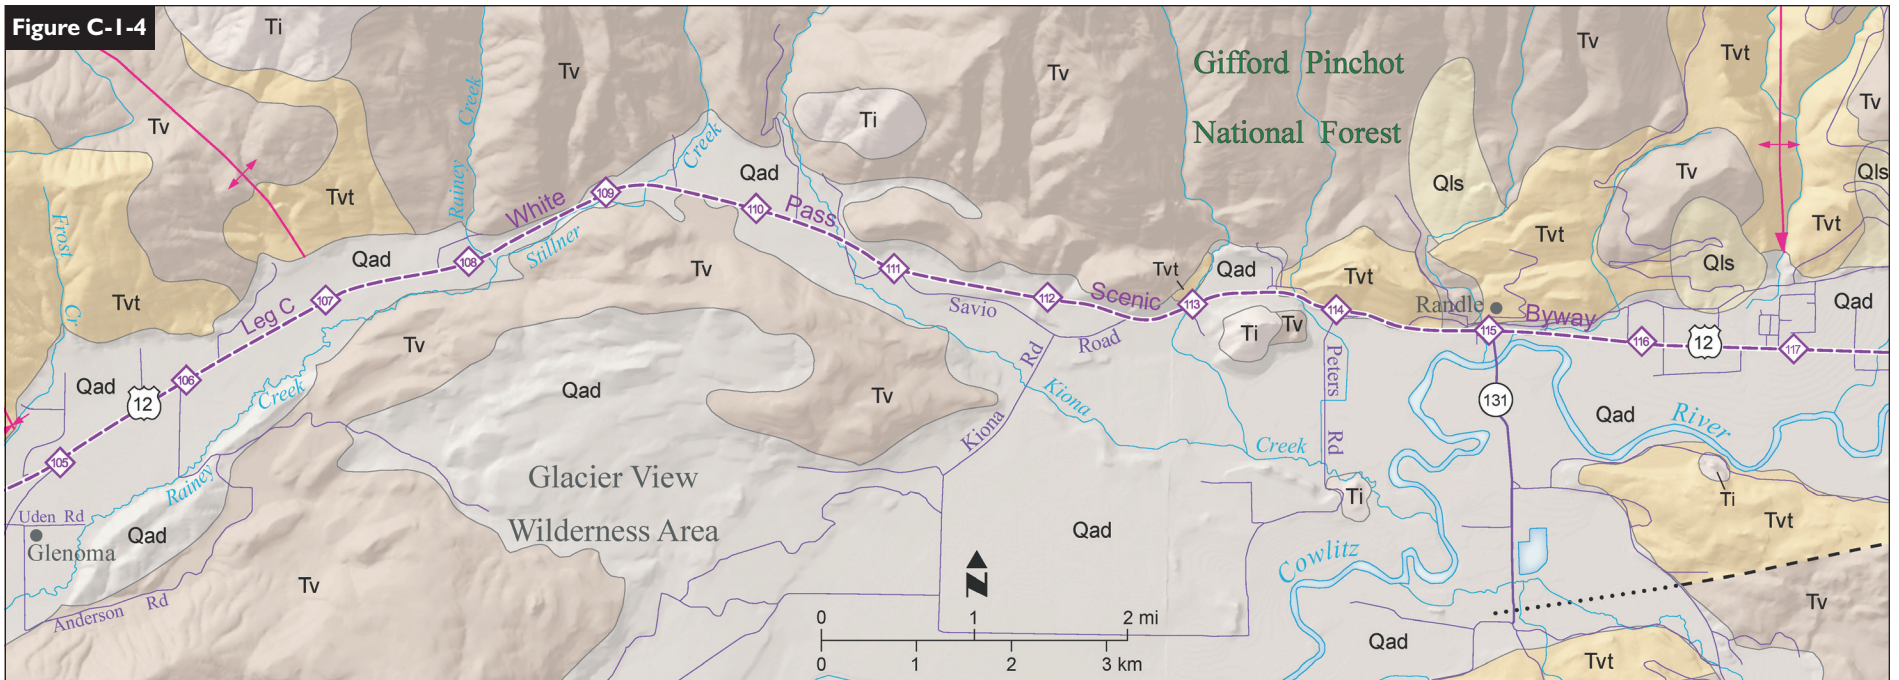 Figure C-1-4
Ti
Tv
Tv
Gifford Pinchot
National Forest
Tv
Tvt
Tv
Tv
Rainey Creek
Creek
Ti
Qad
Qls
Tv
Qls
Tvt
White
Pass
Frost
Cr
Qad
108
109
110
Stillner
Tv
111
112
Scenic
Tvt
Qad
Tvt
Tvt
Tvt
Qls
Tvt
Leg C
107
Savio
Road
113
Ti
Tv
114
Randle
115
Byway
116
12
117
Qad
Qad
106
12
105
Tv
Creek
Rainey
Qad
Tv
Kiona Rd
Kiona
Creek
Peters Rd
131
Qad
River
Uden Rd
Glenoma
Qad
Anderson Rd
Tv
Glacier View
Wilderness Area
Qad
Ti
Ti
Tvt
Cowlitz
N
0 1 2 mi
0 1 2 3 km
Qad
Tvt
Tv